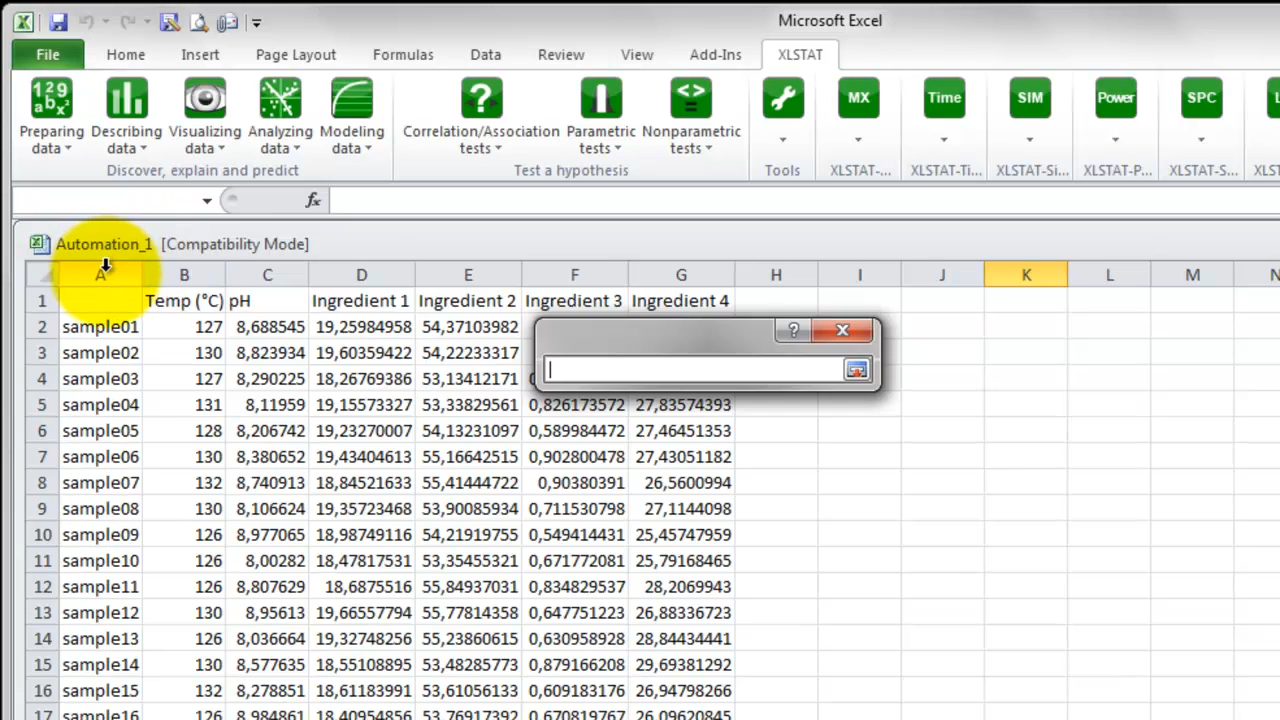 Microsoft Excel
File Home Insert Page Layout Formulas Data Review View Add-Ins XLSTAT
MX Time SIM Power SPC
Preparing data Describing data Visualizing data Analyzing data Modeling data Correlation/Association tests Parametric tests Nonparametric tests
Discover, explain and predict Test a hypothesis Tools XLSTAT-... XLSTAT-Ti... XLSTAT-Si... XLSTAT-P... XLSTAT-S...
fx
Automation_1 [Compatibility Mode]
A B C D E F G H I J K L M N
1 Temp (°C) pH Ingredient 1 Ingredient 2 Ingredient 3 Ingredient 4
2 sample01 127 8,688545 19,25984958 54,37103982
3 sample02 130 8,823934 19,60359422 54,22233317
4 sample03 127 8,290225 18,26769386 53,13412171
5 sample04 131 8,11959 19,15573327 53,33829561 0,826173572 27,83574393
6 sample05 128 8,206742 19,23270007 54,13231097 0,589984472 27,46451353
7 sample06 130 8,380652 19,43404613 55,16642515 0,902800478 27,43051182
8 sample07 132 8,740913 18,84521633 55,41444722 0,90380391 26,5600994
9 sample08 130 8,106624 19,35723468 53,90085934 0,711530798 27,1144098
10 sample09 126 8,977065 18,98749116 54,21919755 0,549414431 25,45747959
11 sample10 126 8,00282 18,47817531 53,35455321 0,671772081 25,79168465
12 sample11 126 8,807629 18,6875516 55,84937031 0,834829537 28,2069943
13 sample12 130 8,95613 19,66557794 55,77814358 0,647751223 26,88336723
14 sample13 126 8,036664 19,32748256 55,23860615 0,630958928 28,84434441
15 sample14 130 8,577635 18,55108895 53,48285773 0,879166208 29,69381292
16 sample15 132 8,278851 18,61183991 53,61056133 0,609183176 26,94798266
17 sample16 126 8,984861 18,40954856 53,76917392 0,670819767 26,09620845